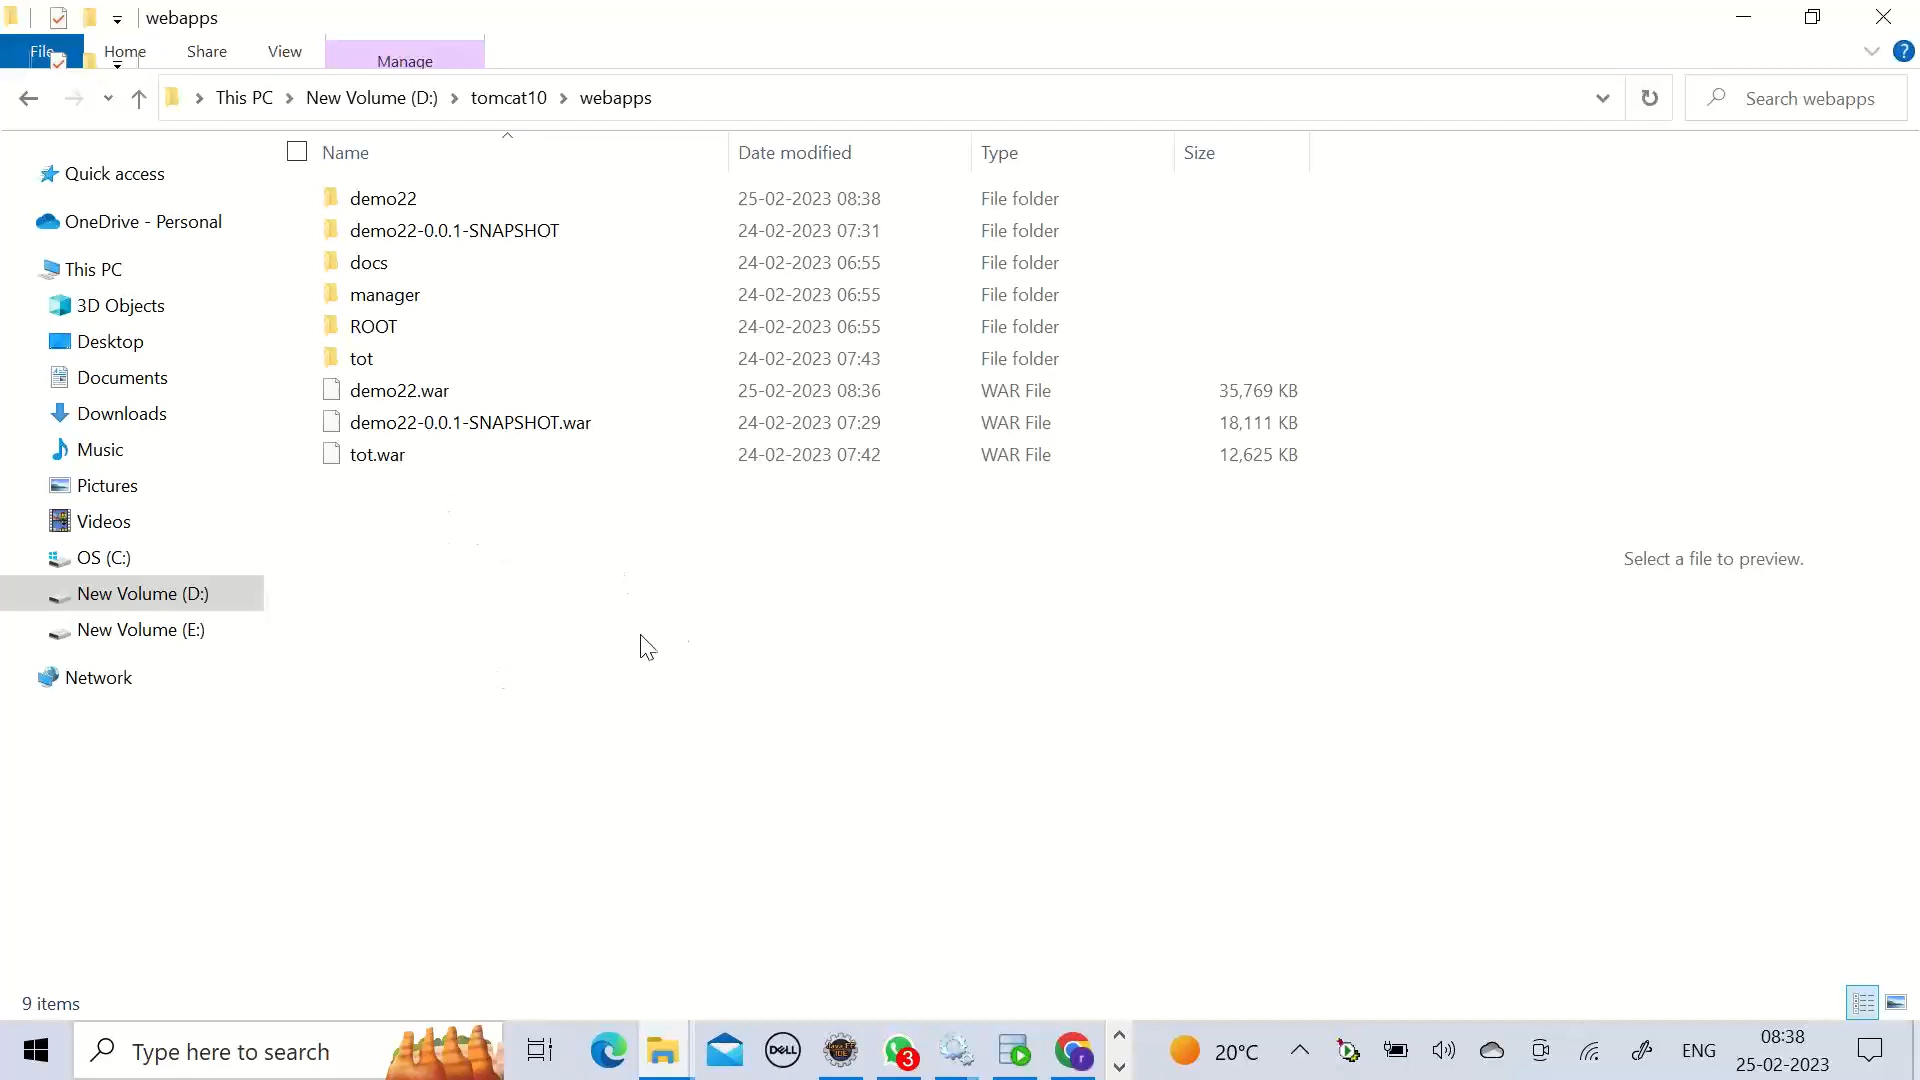 webapps
File Home Share View Manage
This PC New Volume (D:) tomcat10 webapps
Search webapps
Name Date modified Type Size
Quick access
OneDrive - Personal
This PC
3D Objects
Desktop
Documents
Downloads
Music
Pictures
Videos
OS (C:)
New Volume (D:)
New Volume (E:)
Network
demo22 25-02-2023 08:38 File folder
demo22-0.0.1-SNAPSHOT 24-02-2023 07:31 File folder
docs 24-02-2023 06:55 File folder
manager 24-02-2023 06:55 File folder
ROOT 24-02-2023 06:55 File folder
tot 24-02-2023 07:43 File folder
demo22.war 25-02-2023 08:36 WAR File 35,769 KB
demo22-0.0.1-SNAPSHOT.war 24-02-2023 07:29 WAR File 18,111 KB
tot.war 24-02-2023 07:42 WAR File 12,625 KB
Select a file to preview.
9 items
Type here to search
DELL
Java EE
IDE
3
r
20°C
ENG
08:38
25-02-2023